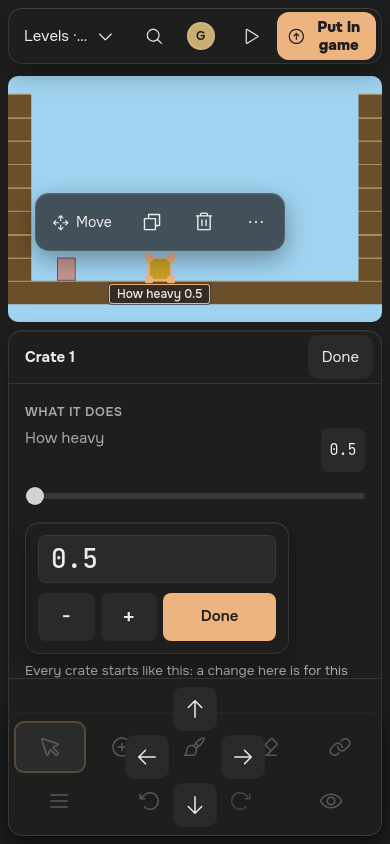 Levels ·...
G
Put in
game
Move
How heavy 0.5
Crate 1
Done
WHAT IT DOES
How heavy
0.5
0.5
-
+
Done
Every crate starts like this: a change here is for this